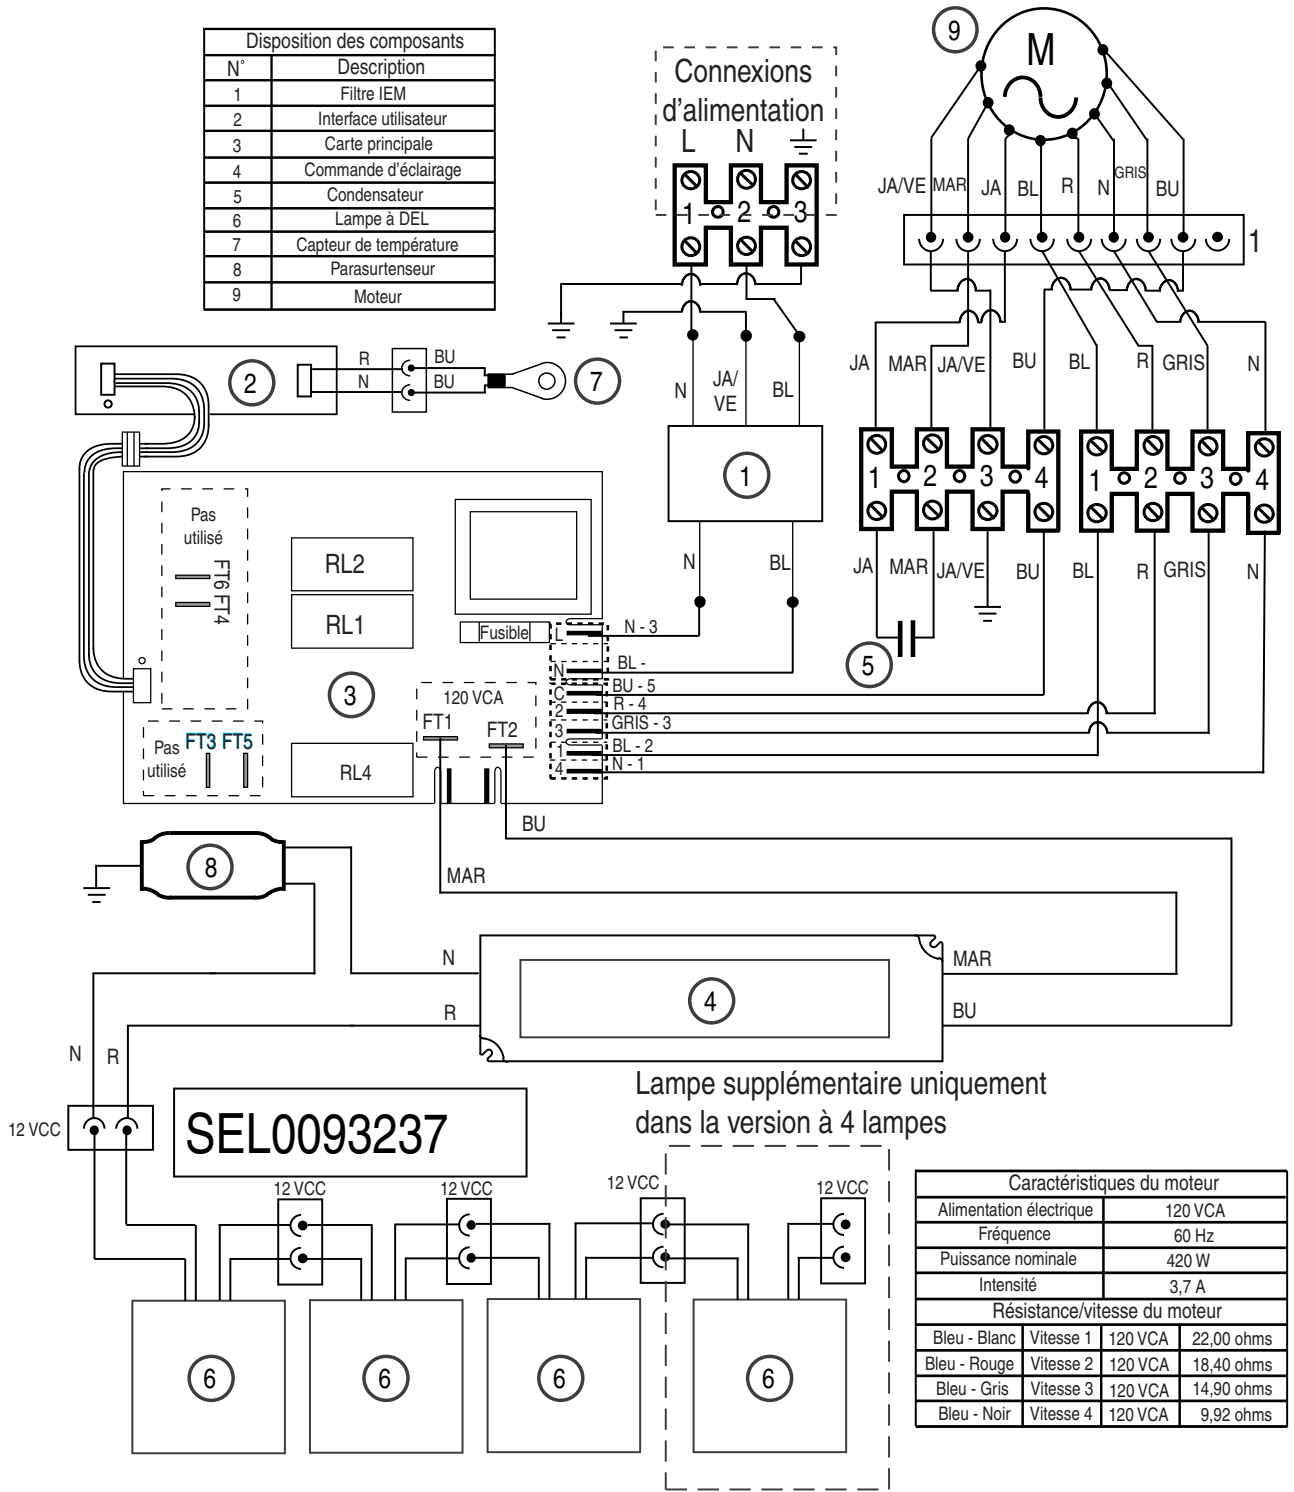 Disposition des composants
N° Description
1 Filtre IEM
2 Interface utilisateur
3 Carte principale
4 Commande d'éclairage
5 Condensateur
6 Lampe à DEL
7 Capteur de température
8 Parasurtenseur
9 Moteur
Connexions
d'alimentation
L N
1 2 3
9
M
JA/VE MAR JA BL R N GRIS BU
1
2
R BU
N BU
7
N JA/
VE BL
1
N BL
JA MAR JA/VE BU BL R GRIS N
1 2 3 4 1 2 3 4
JA MAR JA/VE BU BL R GRIS N
5
Pas
utilisé
FT6 FT4
RL2
RL1
3
Fusible
L N - 3
N BL -
C BU - 5
2 R - 4
3 GRIS - 3
1 BL - 2
4 N - 1
120 VCA
FT1 FT2
Pas FT3 FT5
utilisé
RL4
BU
MAR
8
N MAR
4
R BU
N R
12 VCC
SEL0093237
Lampe supplémentaire uniquement
dans la version à 4 lampes
12 VCC 12 VCC 12 VCC 12 VCC
6 6 6 6
Caractéristiques du moteur
Alimentation électrique 120 VCA
Fréquence 60 Hz
Puissance nominale 420 W
Intensité 3,7 A
Résistance/vitesse du moteur
Bleu - Blanc Vitesse 1 120 VCA 22,00 ohms
Bleu - Rouge Vitesse 2 120 VCA 18,40 ohms
Bleu - Gris Vitesse 3 120 VCA 14,90 ohms
Bleu - Noir Vitesse 4 120 VCA 9,92 ohms